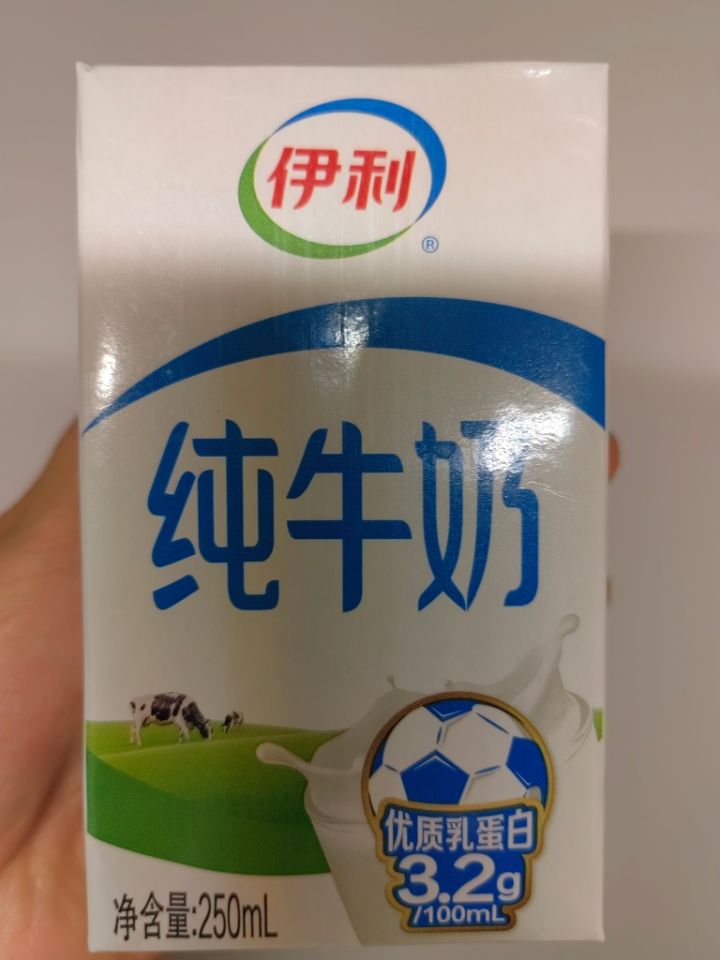 伊利
®
纯牛奶
优质乳蛋白
3.2g
/100mL
净含量:250mL